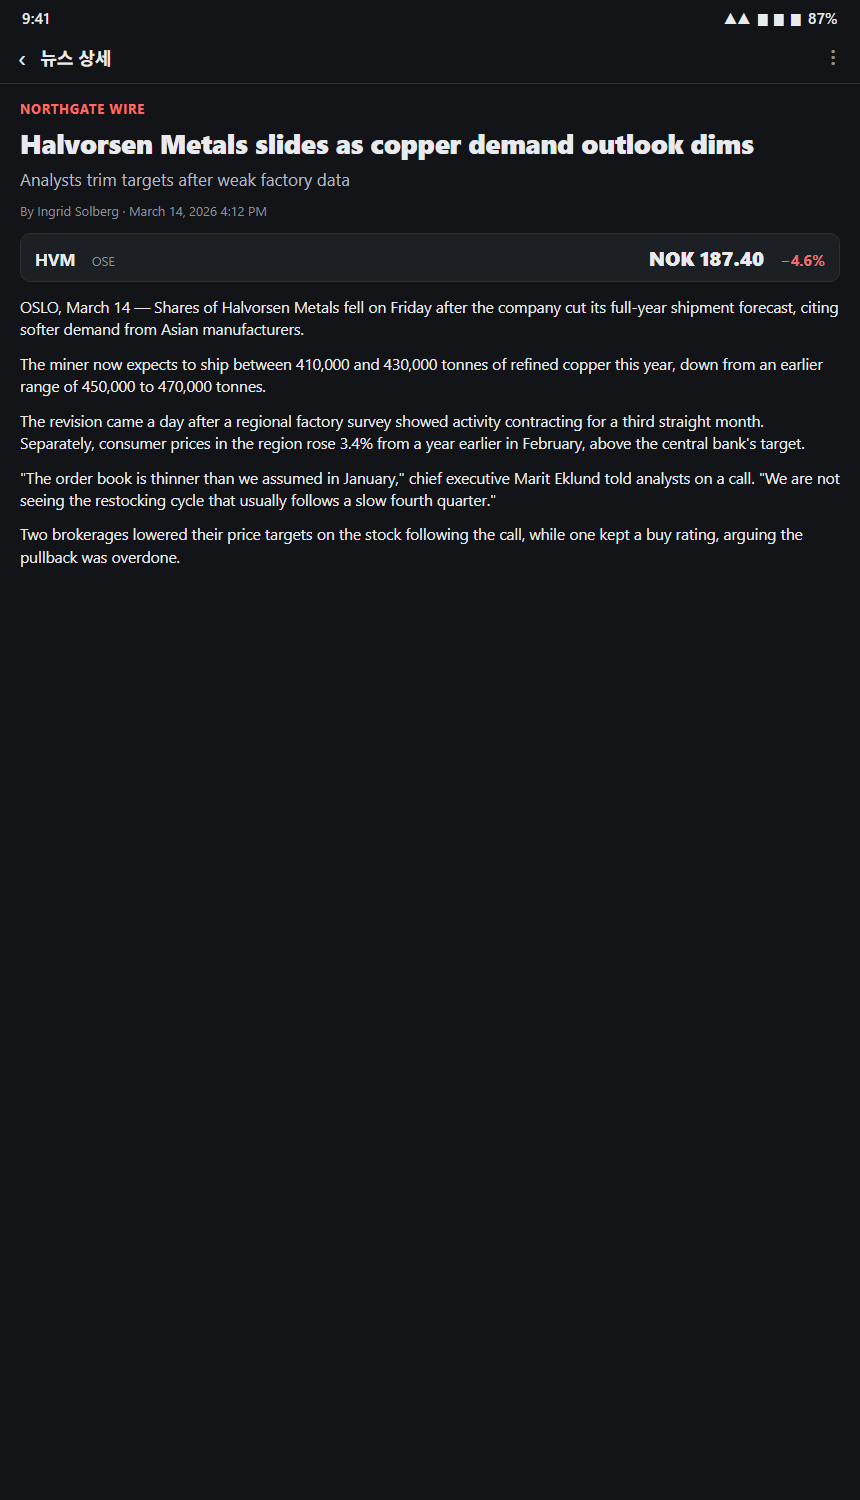 9:41
87%
뉴스 상세
NORTHGATE WIRE
Halvorsen Metals slides as copper demand outlook dims
Analysts trim targets after weak factory data
By Ingrid Solberg · March 14, 2026 4:12 PM
HVM OSE NOK 187.40 −4.6%
OSLO, March 14 — Shares of Halvorsen Metals fell on Friday after the company cut its full-year shipment forecast, citing
softer demand from Asian manufacturers.
The miner now expects to ship between 410,000 and 430,000 tonnes of refined copper this year, down from an earlier
range of 450,000 to 470,000 tonnes.
The revision came a day after a regional factory survey showed activity contracting for a third straight month.
Separately, consumer prices in the region rose 3.4% from a year earlier in February, above the central bank's target.
"The order book is thinner than we assumed in January," chief executive Marit Eklund told analysts on a call. "We are not
seeing the restocking cycle that usually follows a slow fourth quarter."
Two brokerages lowered their price targets on the stock following the call, while one kept a buy rating, arguing the
pullback was overdone.